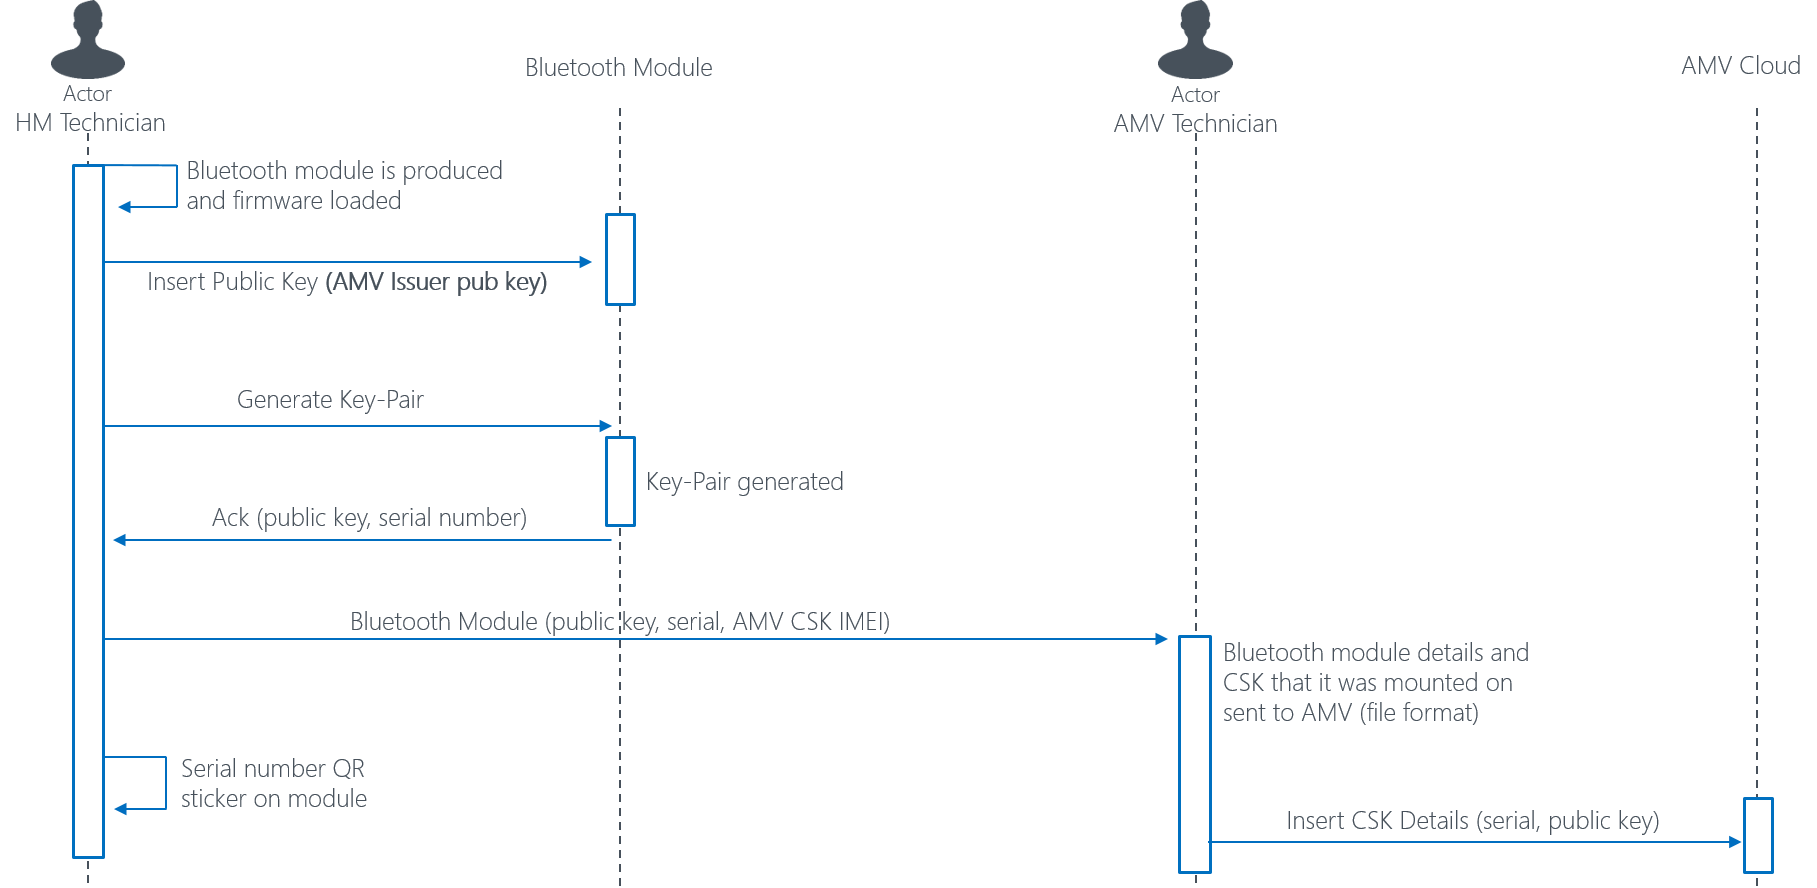 Actor
HM Technician
Bluetooth Module
Actor
AMV Technician
AMV Cloud
Bluetooth module is produced
and firmware loaded
Insert Public Key (AMV Issuer pub key)
Generate Key-Pair
Key-Pair generated
Ack (public key, serial number)
Bluetooth Module (public key, serial, AMV CSK IMEI)
Bluetooth module details and
CSK that it was mounted on
sent to AMV (file format)
Serial number QR
sticker on module
Insert CSK Details (serial, public key)